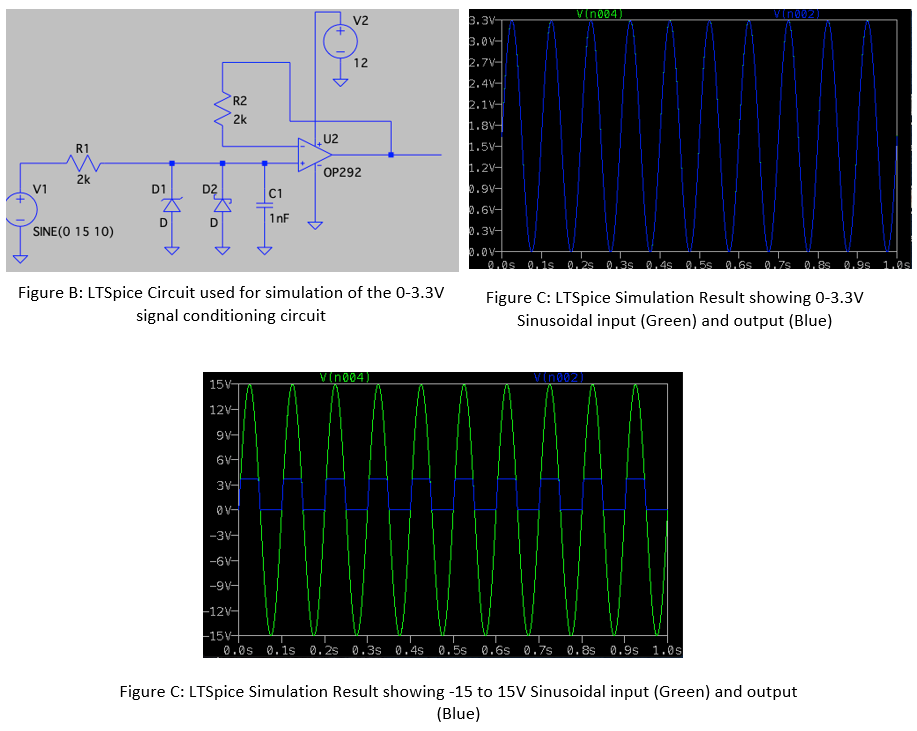 V2
12
R2
2k
U2
OP292
R1
2k
V1
SINE(0 15 10)
D1
D
D2
D
C1
1nF
V(n004) V(n002)
3.3V
3.0V
2.7V
2.4V
2.1V
1.8V
1.5V
1.2V
0.9V
0.6V
0.3V
0.0V
0.0s 0.1s 0.2s 0.3s 0.4s 0.5s 0.6s 0.7s 0.8s 0.9s 1.0s
Figure B: LTSpice Circuit used for simulation of the 0-3.3V
signal conditioning circuit
Figure C: LTSpice Simulation Result showing 0-3.3V
Sinusoidal input (Green) and output (Blue)
V(n004) V(n002)
15V
12V
9V
6V
3V
0V
-3V
-6V
-9V
-12V
-15V
0.0s 0.1s 0.2s 0.3s 0.4s 0.5s 0.6s 0.7s 0.8s 0.9s 1.0s
Figure C: LTSpice Simulation Result showing -15 to 15V Sinusoidal input (Green) and output
(Blue)